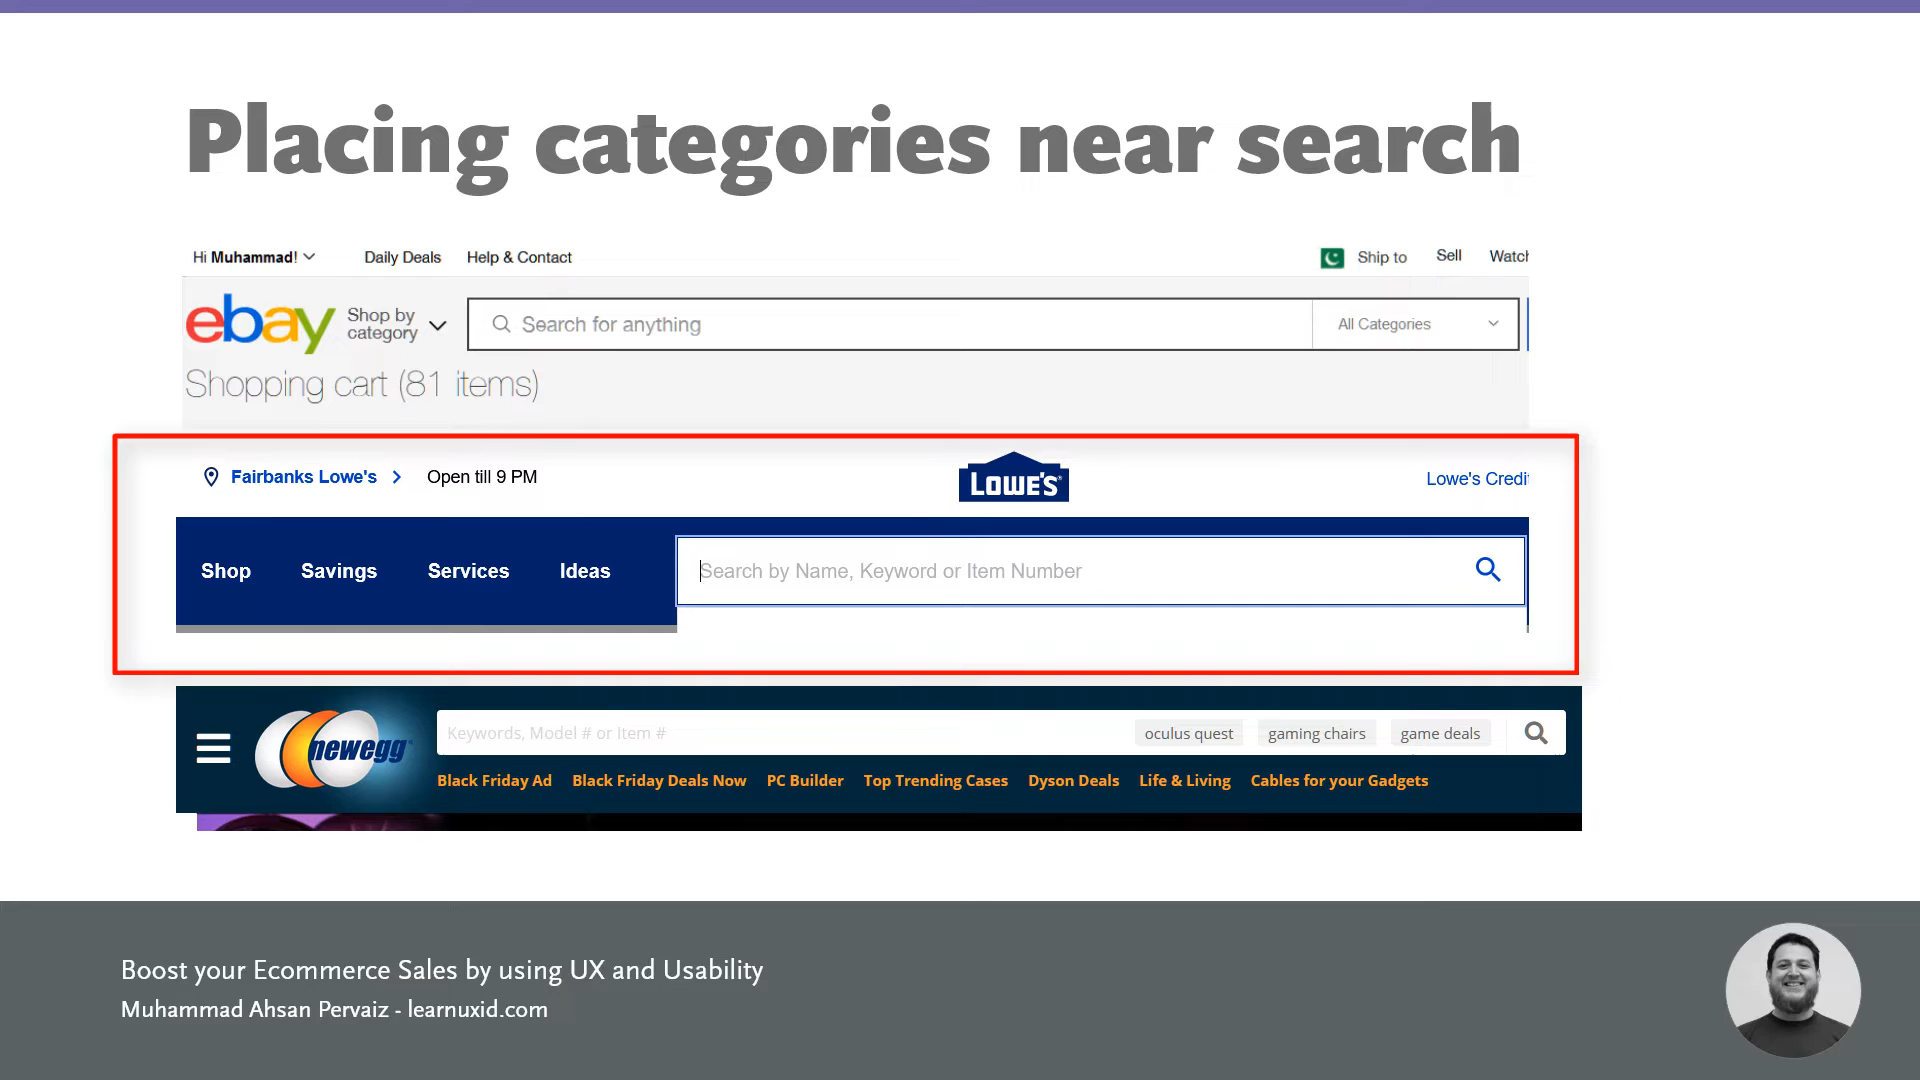 Placing categories near search
Hi Muhammad! Daily Deals Help & Contact Ship to Sell Watch
ebay Shop by category Search for anything All Categories
Shopping cart (81 items)
Fairbanks Lowe's Open till 9 PM LOWE'S Lowe's Credit
Shop Savings Services Ideas Search by Name, Keyword or Item Number
newegg Keywords, Model # or Item # oculus quest gaming chairs game deals
Black Friday Ad Black Friday Deals Now PC Builder Top Trending Cases Dyson Deals Life & Living Cables for your Gadgets
Boost your Ecommerce Sales by using UX and Usability
Muhammad Ahsan Pervaiz - learnuxid.com